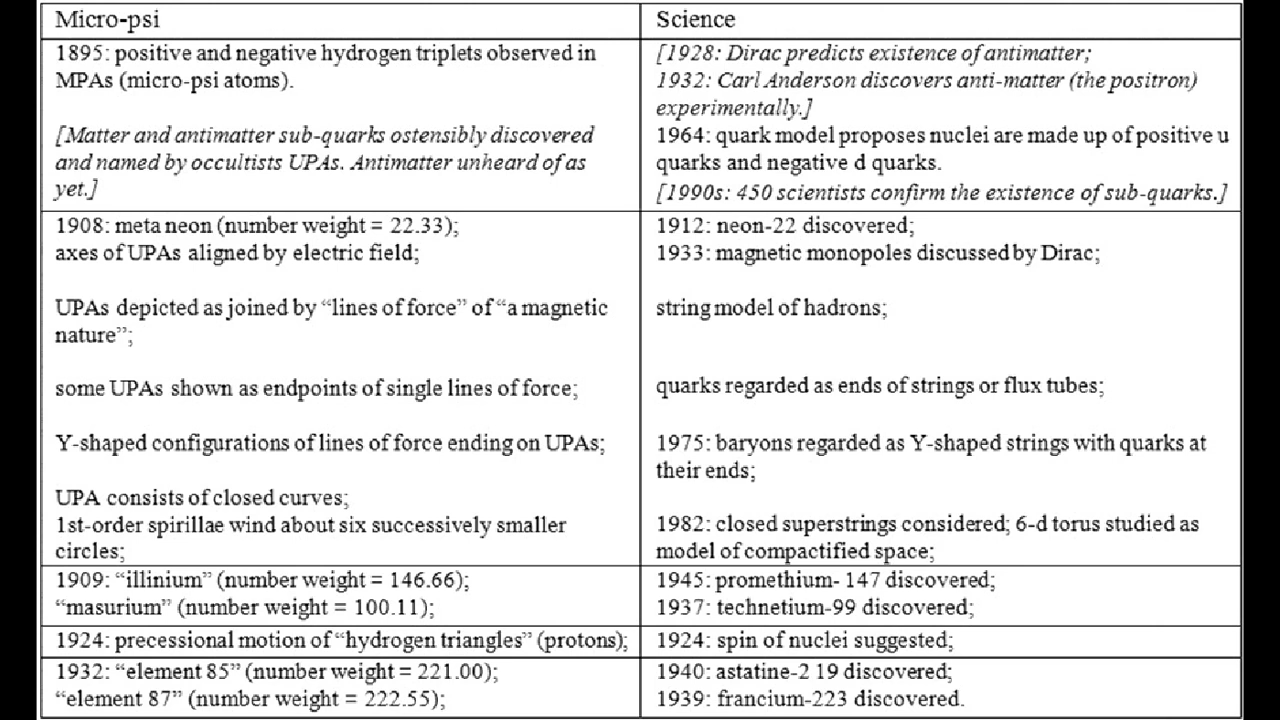 Micro-psi
Science
1895: positive and negative hydrogen triplets observed in
MPAs (micro-psi atoms).
[Matter and antimatter sub-quarks ostensibly discovered
and named by occultists UPAs. Antimatter unheard of as
yet.]
[1928: Dirac predicts existence of antimatter;
1932: Carl Anderson discovers anti-matter (the positron)
experimentally.]
1964: quark model proposes nuclei are made up of positive u
quarks and negative d quarks.
[1990s: 450 scientists confirm the existence of sub-quarks.]
1908: meta neon (number weight = 22.33);
axes of UPAs aligned by electric field;
UPAs depicted as joined by “lines of force” of “a magnetic
nature”;
some UPAs shown as endpoints of single lines of force;
Y-shaped configurations of lines of force ending on UPAs;
UPA consists of closed curves;
1st-order spirillae wind about six successively smaller
circles;
1912: neon-22 discovered;
1933: magnetic monopoles discussed by Dirac;
string model of hadrons;
quarks regarded as ends of strings or flux tubes;
1975: baryons regarded as Y-shaped strings with quarks at
their ends;
1982: closed superstrings considered; 6-d torus studied as
model of compactified space;
1909: “illinium” (number weight = 146.66);
“masurium” (number weight = 100.11);
1945: promethium- 147 discovered;
1937: technetium-99 discovered;
1924: precessional motion of “hydrogen triangles” (protons);
1924: spin of nuclei suggested;
1932: “element 85” (number weight = 221.00);
“element 87” (number weight = 222.55);
1940: astatine-2 19 discovered;
1939: francium-223 discovered.